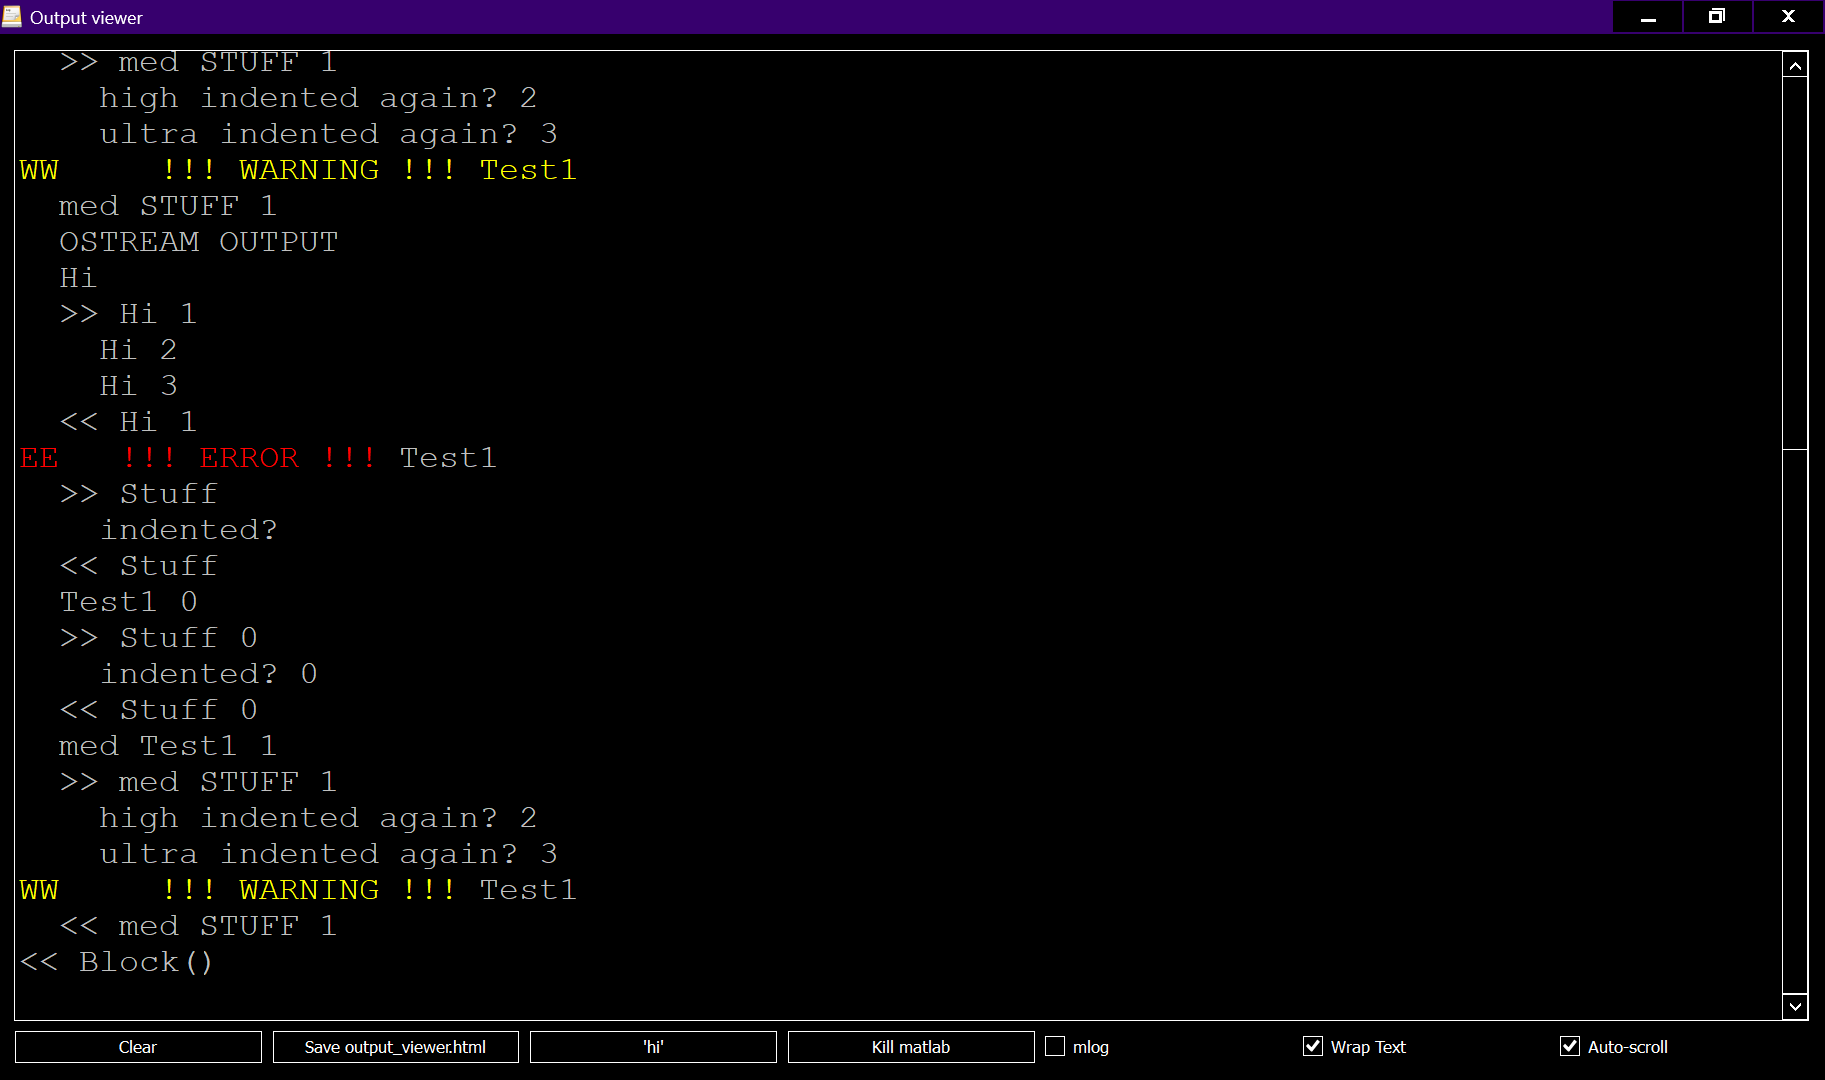 Output viewer
  >> med STUFF 1
    high indented again? 2
    ultra indented again? 3
WW     !!! WARNING !!! Test1
  med STUFF 1
  OSTREAM OUTPUT
  Hi
  >> Hi 1
    Hi 2
    Hi 3
  << Hi 1
EE   !!! ERROR !!! Test1
  >> Stuff
    indented?
  << Stuff
  Test1 0
  >> Stuff 0
    indented? 0
  << Stuff 0
  med Test1 1
  >> med STUFF 1
    high indented again? 2
    ultra indented again? 3
WW     !!! WARNING !!! Test1
  << med STUFF 1
<< Block()
Clear Save output_viewer.html 'hi' Kill matlab mlog Wrap Text Auto-scroll